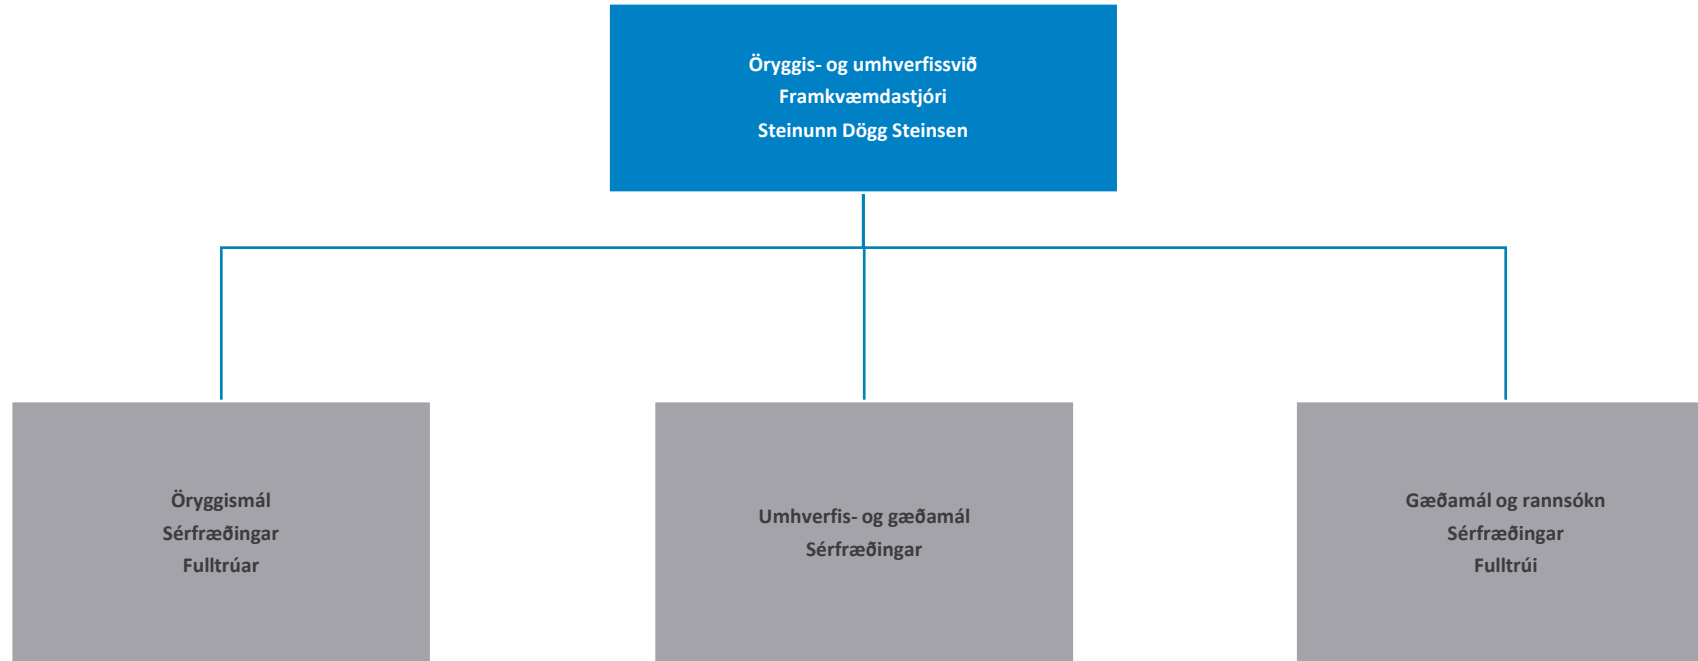 Öryggis- og umhverfissvið
Framkvæmdastjóri
Steinunn Dögg Steinsen
Öryggismál
Sérfræðingar
Fulltrúar
Umhverfis- og gæðamál
Sérfræðingar
Gæðamál og rannsókn
Sérfræðingar
Fulltrúi